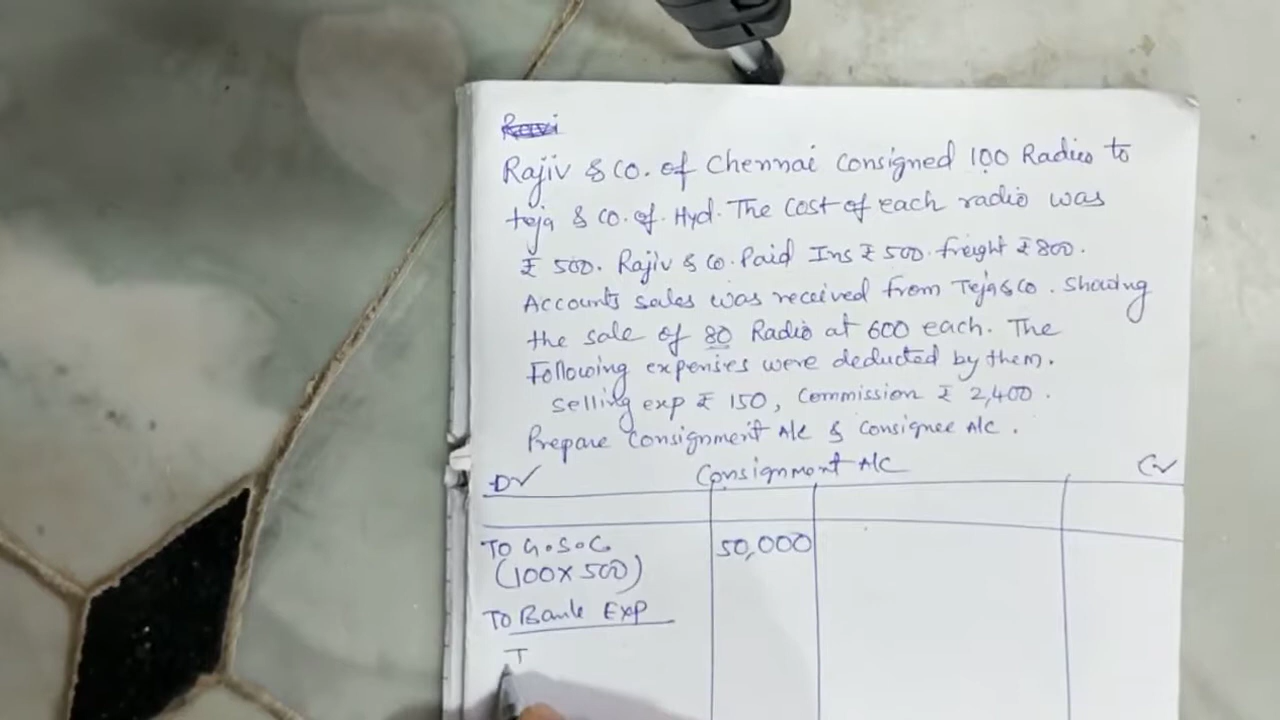 Rajiv & Co. of Chennai Consigned 100 Radios to
teja & Co. of. Hyd. The Cost of each radio was
₹ 500. Rajiv & Co. Paid Ins ₹ 500. freight ₹ 800.
Accounts sales was received from Teja & Co. Showing
the sale of 80 Radio at 600 each. The
Following expenses were deducted by them.
Selling exp ₹ 150, Commission ₹ 2,400.
Prepare Consignment A/c & Consignee A/c.
Dr Consignment A/C Cr
To G.S.O.C 50,000
(100 x 500)
To Bank Exp
I